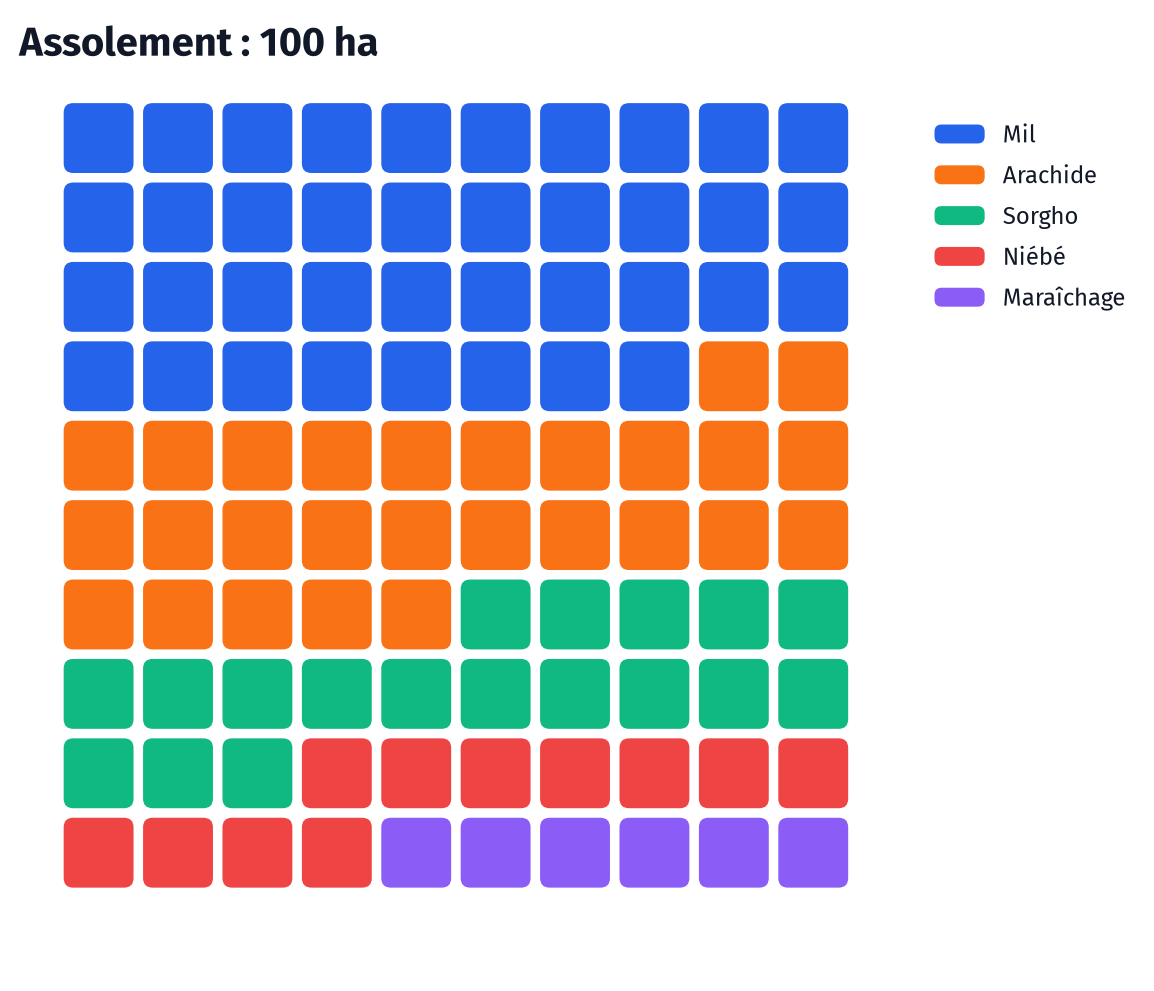 Assolement : 100 ha
Mil
Arachide
Sorgho
Niébé
Maraîchage